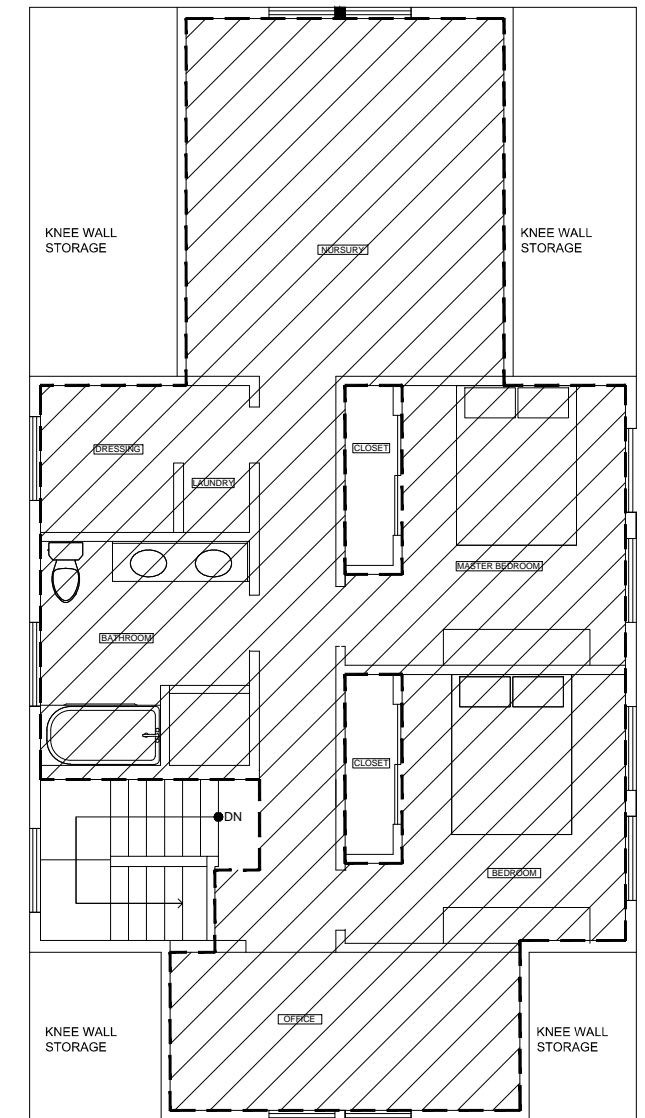 KNEE WALL
STORAGE
KNEE WALL
STORAGE
NURSURY
DRESSING
CLOSET
LAUNDRY
MASTER BEDROOM
BATHROOM
CLOSET
DN
BEDROOM
OFFICE
KNEE WALL
STORAGE
KNEE WALL
STORAGE